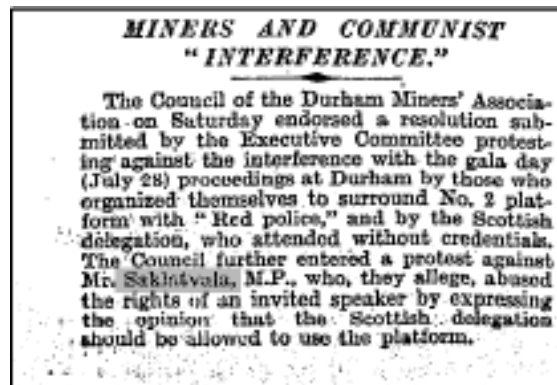 MINERS AND COMMUNIST
"INTERFERENCE."
The Council of the Durham Miners' Associa-
tion on Saturday endorsed a resolution sub-
mitted by the Executive Committee protest-
ing against the interference with the gala day
(July 28) proceedings at Durham by those who
organized themselves to surround No. 2 plat-
form with "Red police," and by the Scottish
delegation, who attended without credentials.
The Council further entered a protest against
Mr. Saklatvala, M.P., who, they allege, abused
the rights of an invited speaker by expressing
the opinion that the Scottish delegation
should be allowed to use the platform.